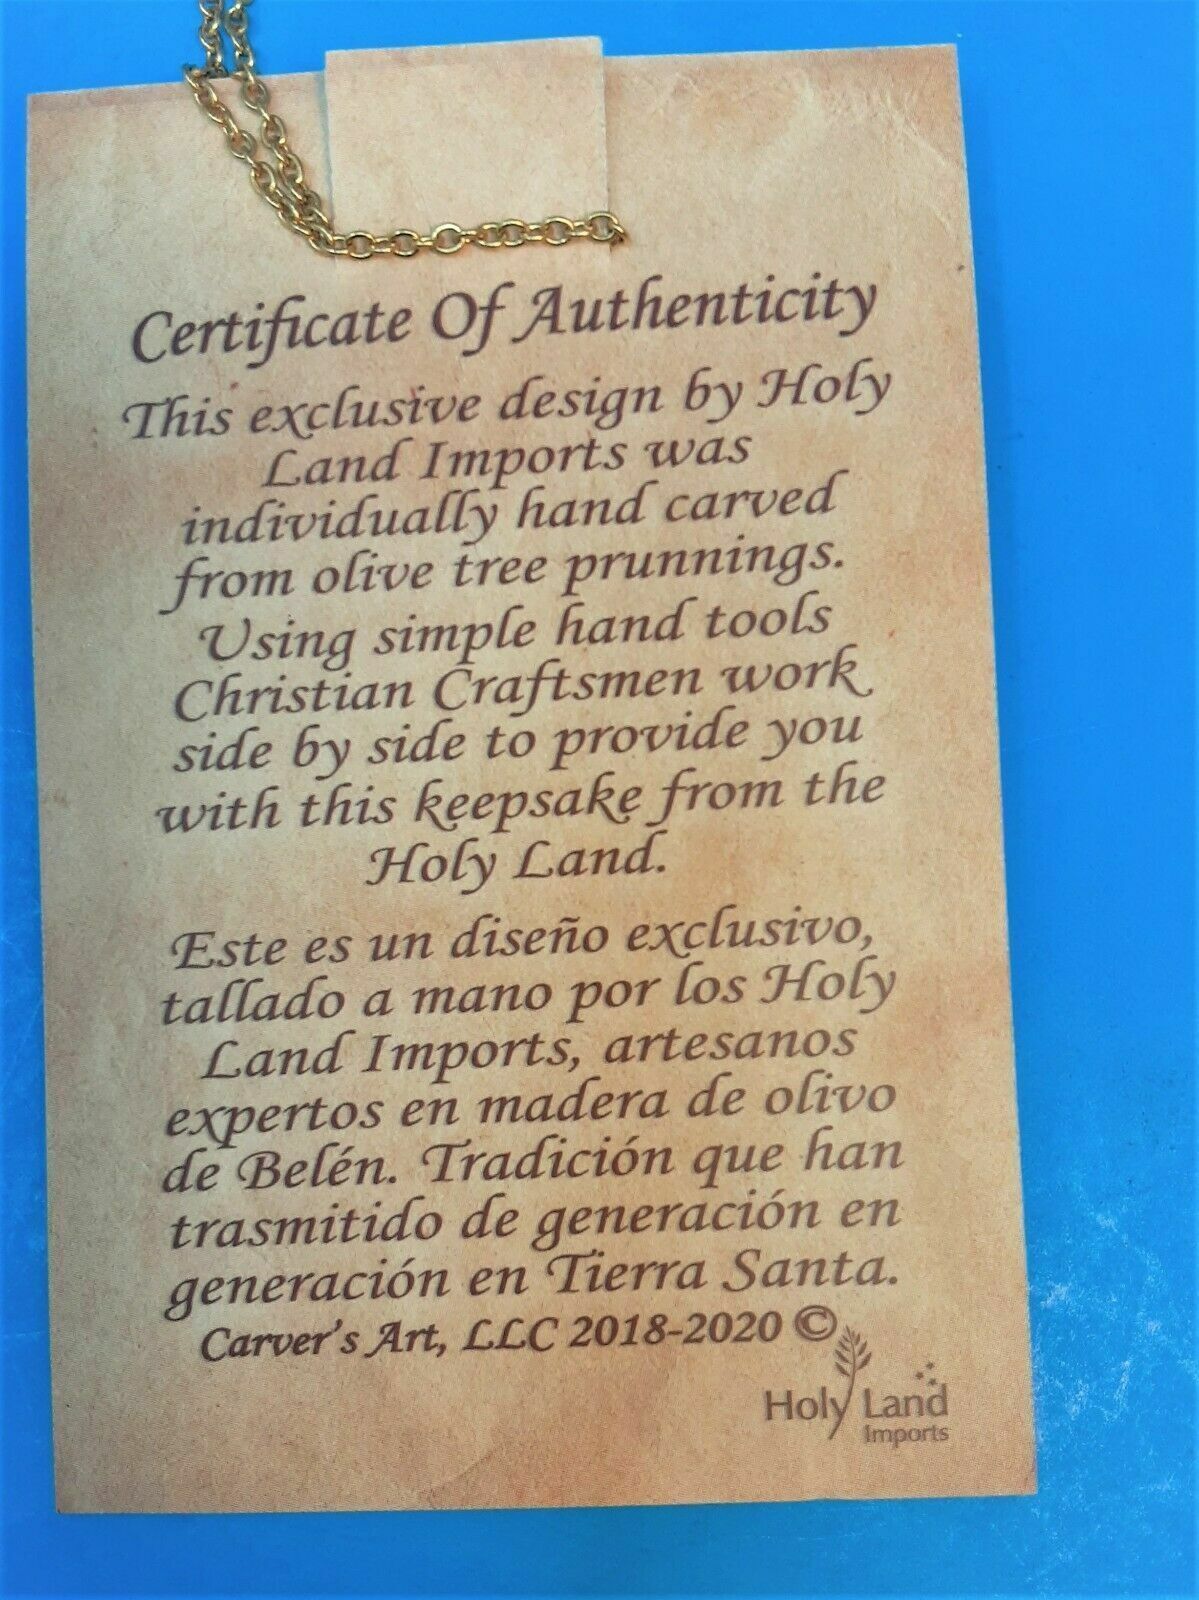 Certificate Of Authenticity
This exclusive design by Holy
Land Imports was
individually hand carved
from olive tree prunnings.
Using simple hand tools
Christian Craftsmen work
side by side to provide you
with this keepsake from the
Holy Land.
Este es un diseño exclusivo,
tallado a mano por los Holy
Land Imports, artesanos
expertos en madera de olivo
de Belén. Tradición que han
trasmitido de generación en
generación en Tierra Santa.
Carver's Art, LLC 2018-2020 ©
Holy Land
Imports